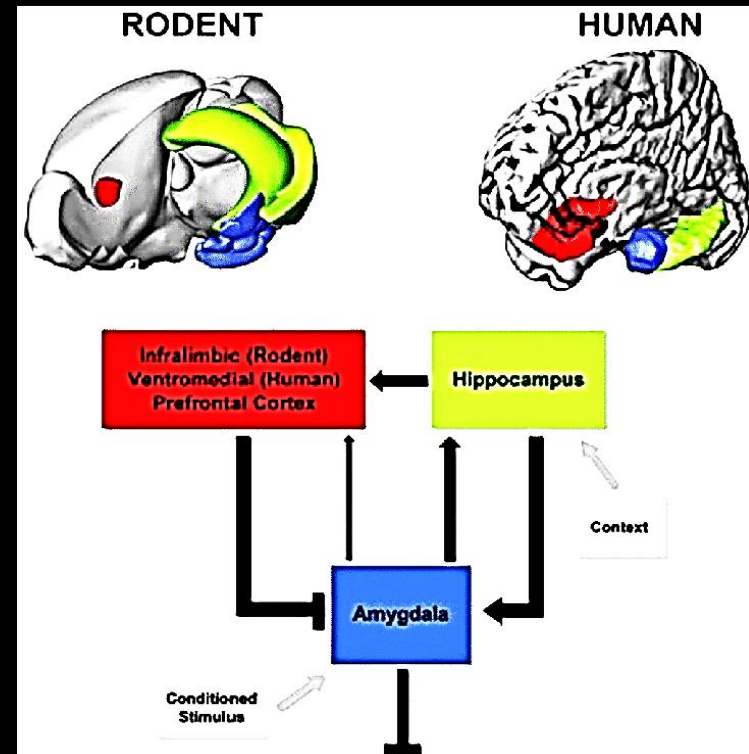 RODENT
HUMAN
Infralimbic (Rodent)
Ventromedial (Human)
Prefrontal Cortex
Hippocampus
Context
Amygdala
Conditioned
Stimulus